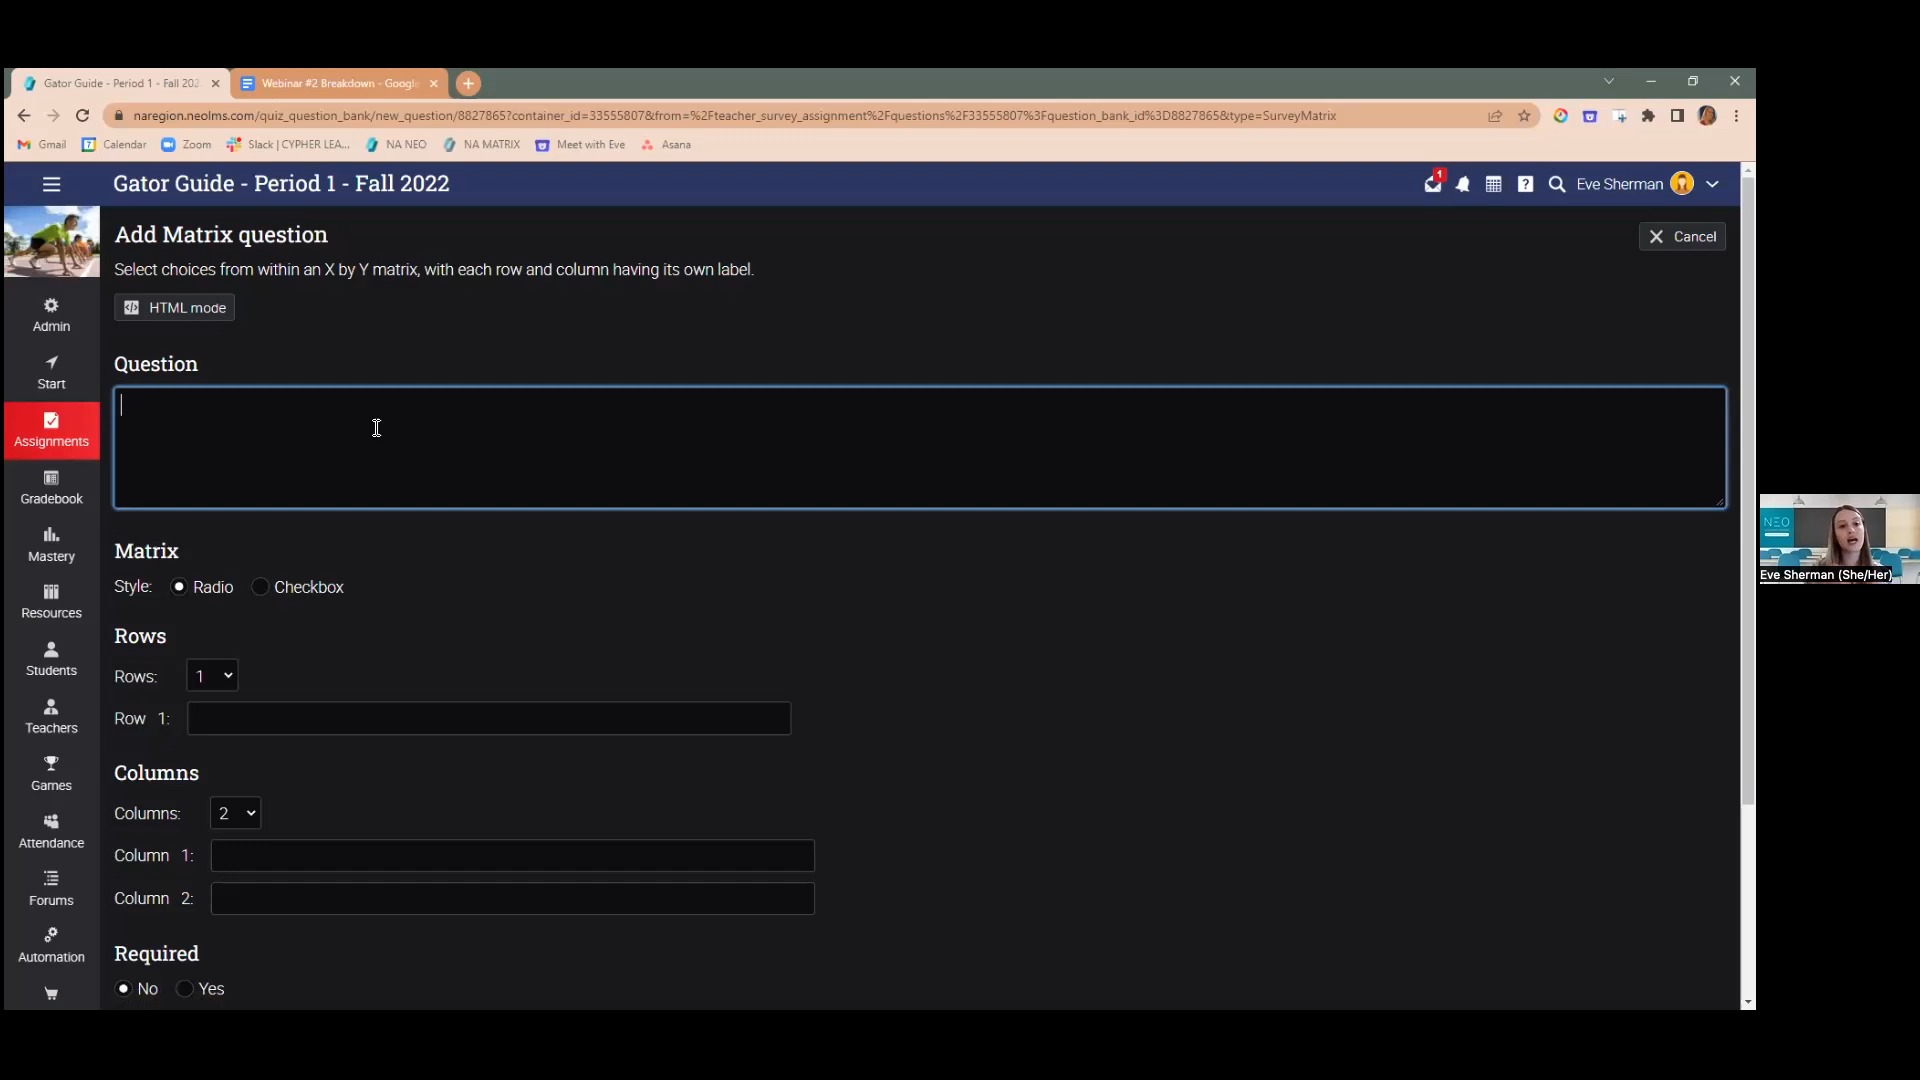 Gator Guide - Period 1 - Fall 202
Webinar #2 Breakdown - Google
naregion.neolms.com/quiz_question_bank/new_question/8827865?container_id=33555807&from=%2Fteacher_survey_assignment%2Fquestions%2F33555807%3Fquestion_bank_id%3D8827865&type=SurveyMatrix
Gmail
7 Calendar
Zoom
Slack | CYPHER LEA...
NA NEO
NA MATRIX
Meet with Eve
Asana
Gator Guide - Period 1 - Fall 2022
1
? Eve Sherman
Add Matrix question
Cancel
Select choices from within an X by Y matrix, with each row and column having its own label.
HTML mode
Admin
Start
Assignments
Gradebook
Mastery
Resources
Students
Teachers
Games
Attendance
Forums
Automation
Question
Matrix
Style: Radio Checkbox
Rows
Rows: 1
Row 1:
Columns
Columns: 2
Column 1:
Column 2:
Required
No Yes
NEO
Eve Sherman (She/Her)